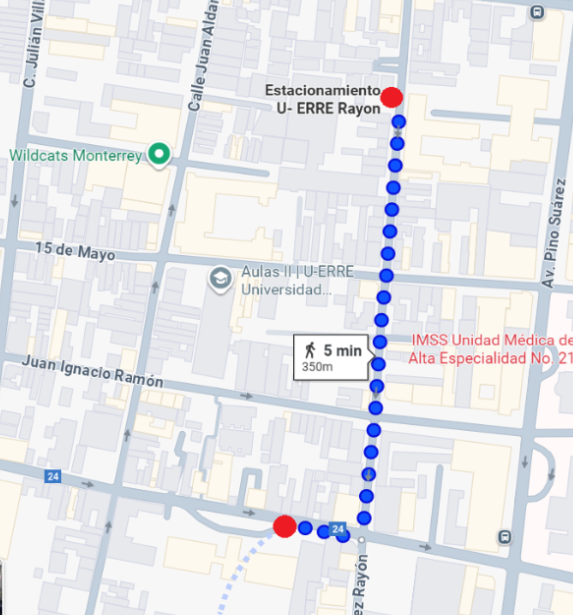 C. Julián Vill
Calle Juan Aldar
Estacionamiento
U- ERRE Rayon
Wildcats Monterrey
Av. Pino Suárez
15 de Mayo
Aulas II | U-ERRE
Universidad...
5 min
350m
IMSS Unidad Médica de
Alta Especialidad No. 21
Juan Ignacio Ramón
24
24
ez Rayón